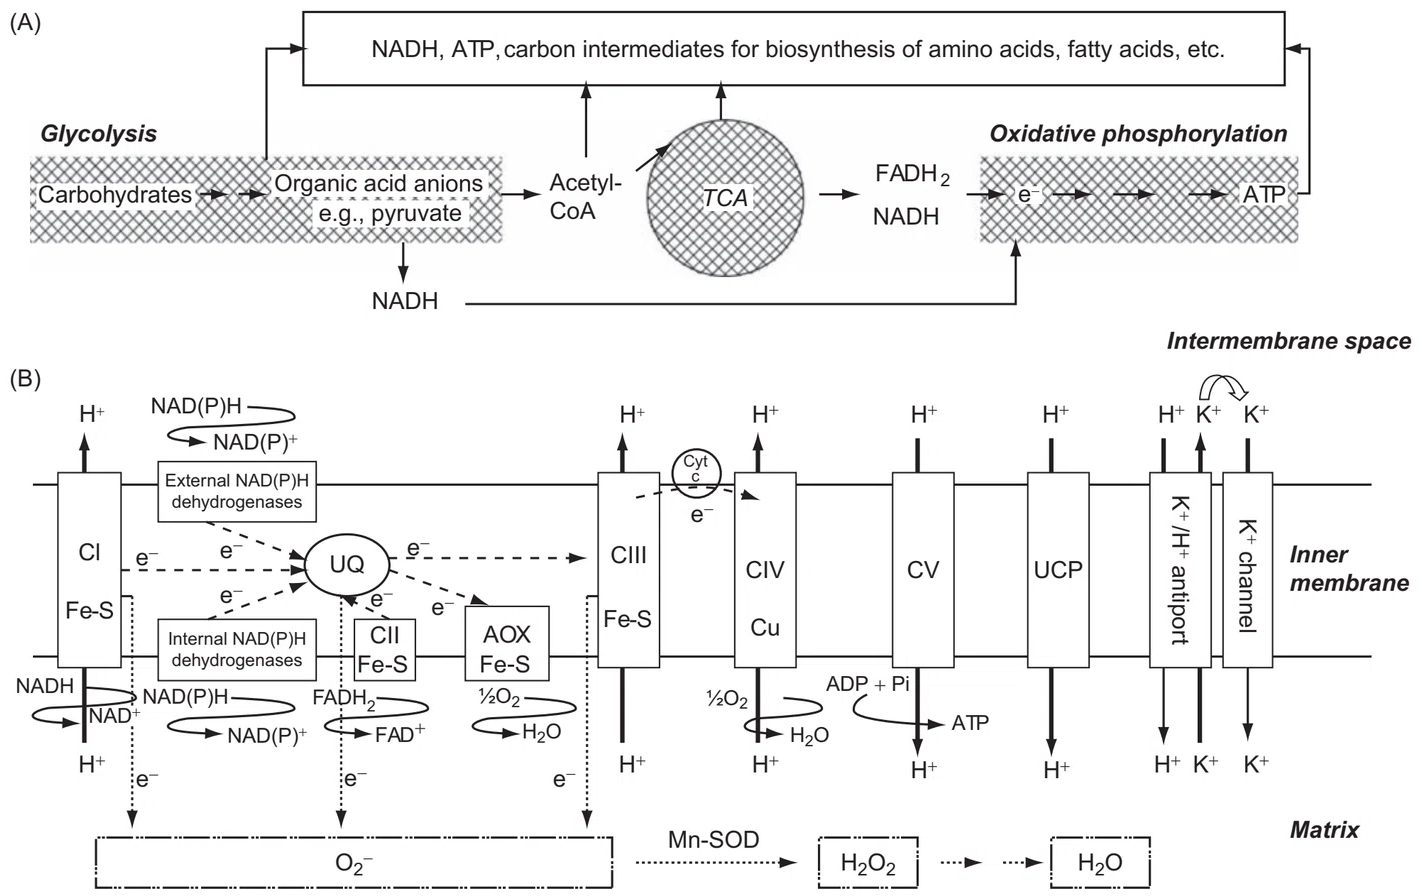 (A)
NADH, ATP, carbon intermediates for biosynthesis of amino acids, fatty acids, etc.
Glycolysis
Oxidative phosphorylation
Carbohydrates
Organic acid anions
e.g., pyruvate
Acetyl-
CoA
TCA
FADH₂
NADH
e⁻
ATP
NADH
Intermembrane space
(B)
H⁺
NAD(P)H
NAD(P)⁺
H⁺
H⁺
H⁺
H⁺
H⁺
K⁺
K⁺
External NAD(P)H
dehydrogenases
Cyt
c
e⁻
CI
Fe-S
e⁻
e⁻
e⁻
UQ
e⁻
e⁻
e⁻
CIII
Fe-S
CIV
Cu
CV
UCP
K⁺/H⁺ antiport
K⁺ channel
Inner
membrane
Internal NAD(P)H
dehydrogenases
CII
Fe-S
AOX
Fe-S
NADH
NAD⁺
NAD(P)H
NAD(P)⁺
FADH₂
FAD⁺
½O₂
H₂O
½O₂
H₂O
ADP + Pi
ATP
H⁺
H⁺
H⁺
H⁺
H⁺
H⁺
K⁺
K⁺
e⁻
e⁻
e⁻
Matrix
O₂⁻
Mn-SOD
H₂O₂
H₂O